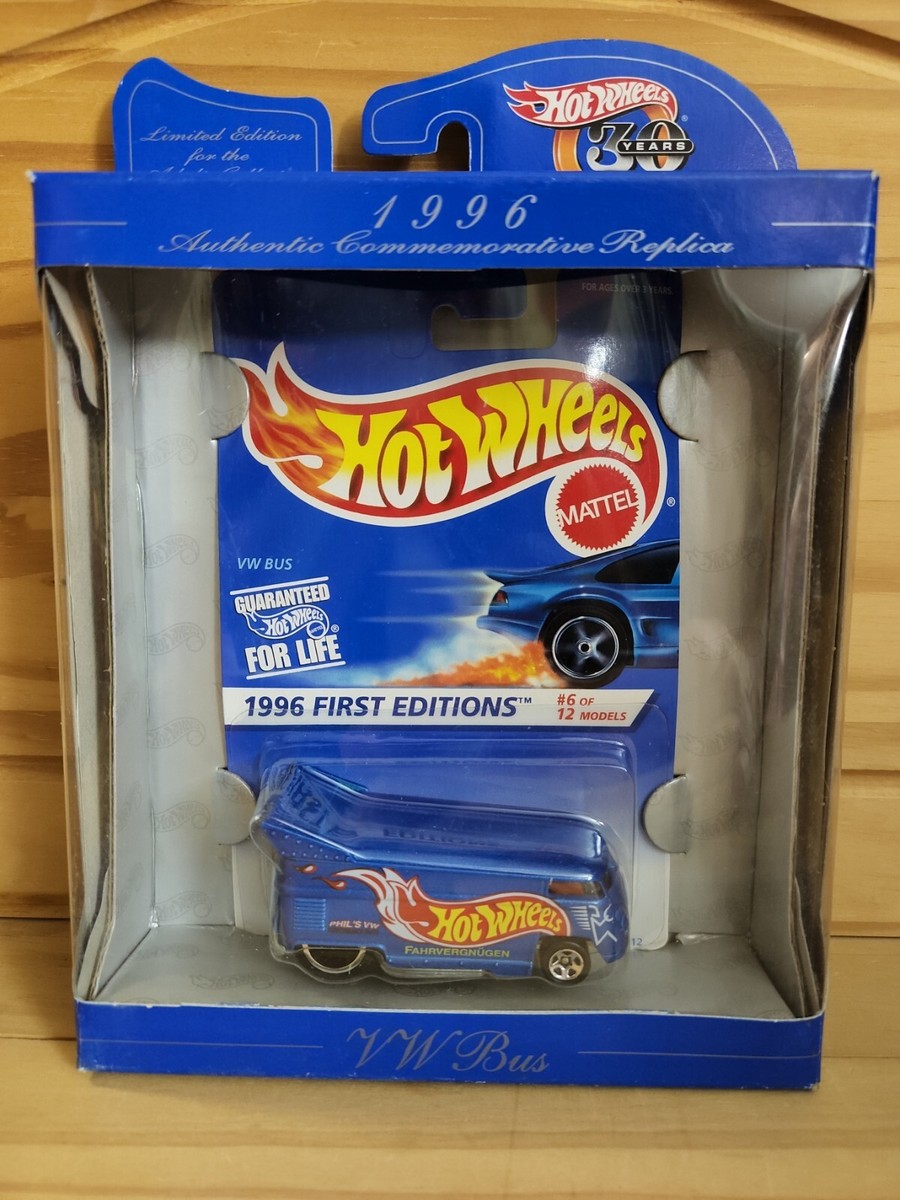 Limited Edition
for the
Hot Wheels®
30
YEARS
1996
Authentic Commemorative Replica
FOR AGES OVER 3 YEARS
Hot Wheels®
MATTEL
VW BUS
GUARANTEED
Hot Wheels®
FOR LIFE
1996 FIRST EDITIONS™
#6 OF
12 MODELS
PHIL'S VW
Hot Wheels
FAHRVERGNÜGEN
12
VW Bus